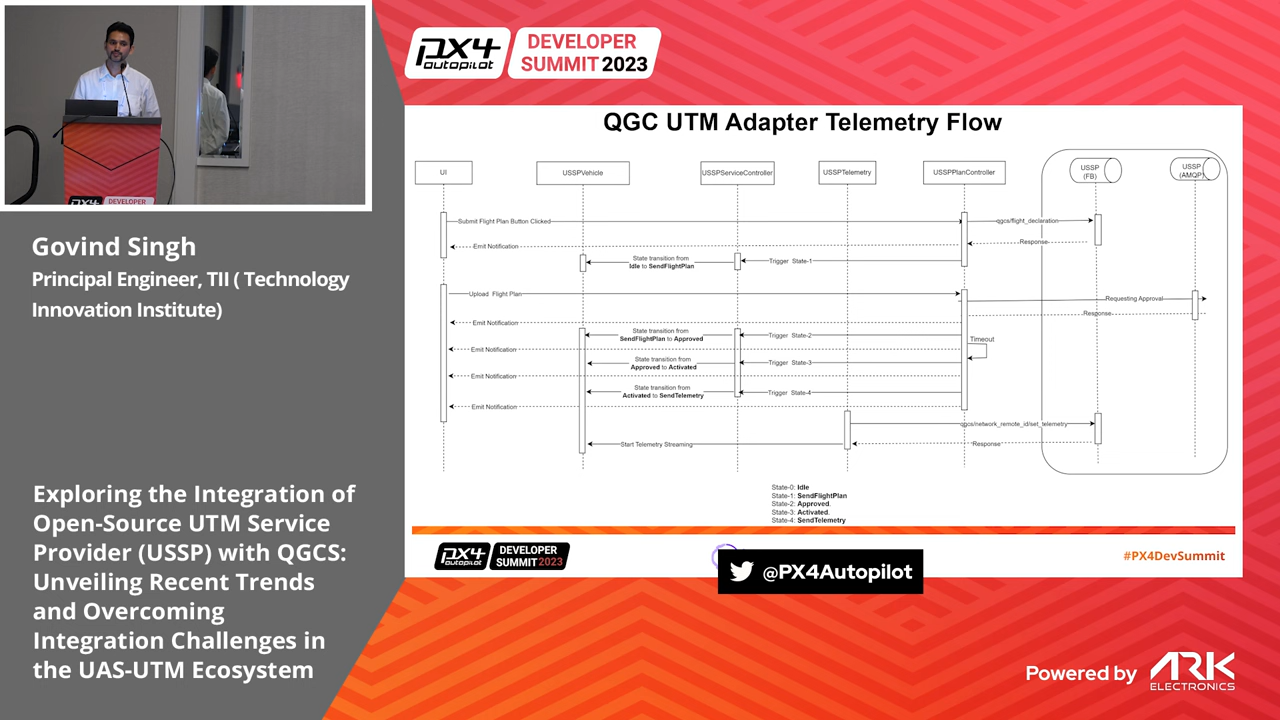 PX4 autopilot
DEVELOPER
SUMMIT 2023
QGC UTM Adapter Telemetry Flow
UI
USSPVehicle
USSPServiceController
USSPTelemetry
USSPPlanController
USSP
(FB)
USSP
(AMQP)
Submit Flight Plan Button Clicked
qgcs/flight_declaration
Emit Notification
Response
State transition from
Idle to SendFlightPlan
Trigger State-1
Upload Flight Plan
Requesting Approval
Response
Emit Notification
State transition from
SendFlightPlan to Approved
Trigger State-2
Timeout
Emit Notification
State transition from
Approved to Activated
Trigger State-3
Emit Notification
State transition from
Activated to SendTelemetry
Trigger State-4
Emit Notification
qgcs/network_remote_id/set_telemetry
Start Telemetry Streaming
Response
State-0: Idle
State-1: SendFlightPlan
State-2: Approved.
State-3: Activated.
State-4: SendTelemetry
PX4 autopilot
DEVELOPER
SUMMIT 2023
@PX4Autopilot
#PX4DevSummit
PX4 DEVELOPER
Govind Singh
Principal Engineer, TII ( Technology
Innovation Institute)
Exploring the Integration of
Open-Source UTM Service
Provider (USSP) with QGCS:
Unveiling Recent Trends
and Overcoming
Integration Challenges in
the UAS-UTM Ecosystem
Powered by ARK
ELECTRONICS